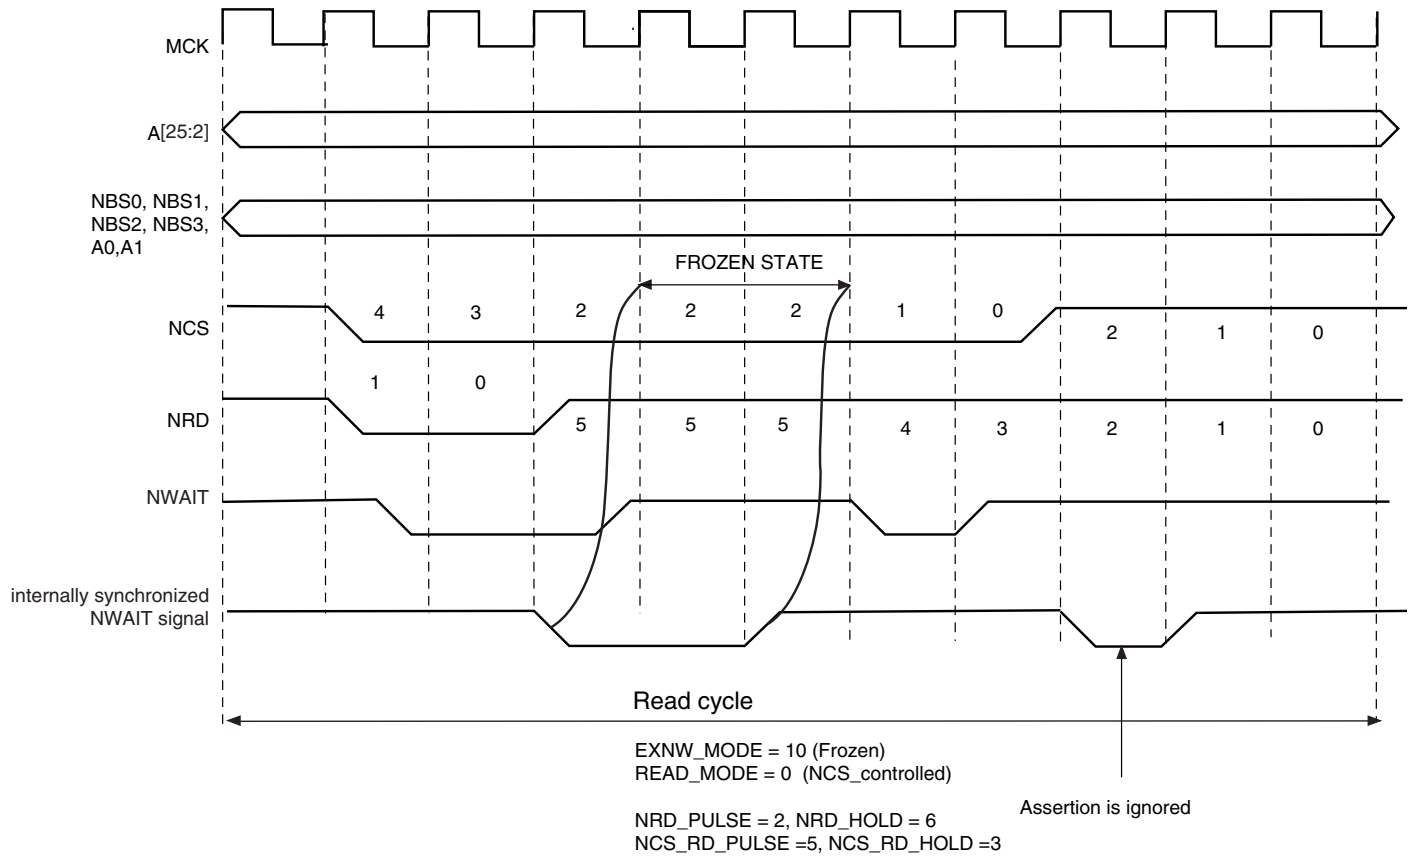 MCK
A[25:2]
NBS0, NBS1,
NBS2, NBS3,
A0,A1
FROZEN STATE
4 3 2 2 2 1 0
NCS
2 1 0
1 0
NRD
5 5 5 4 3 2 1 0
NWAIT
internally synchronized
NWAIT signal
Read cycle
EXNW_MODE = 10 (Frozen)
READ_MODE = 0 (NCS_controlled)
Assertion is ignored
NRD_PULSE = 2, NRD_HOLD = 6
NCS_RD_PULSE =5, NCS_RD_HOLD =3